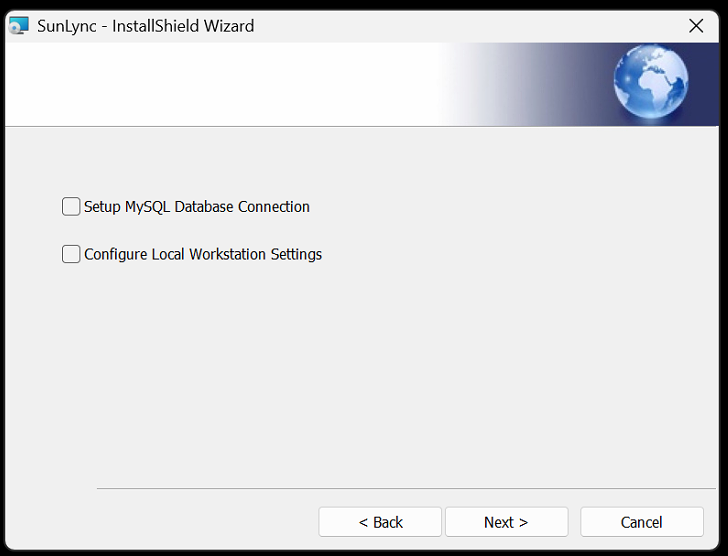 SunLync - InstallShield Wizard
Setup MySQL Database Connection
Configure Local Workstation Settings
< Back
Next >
Cancel